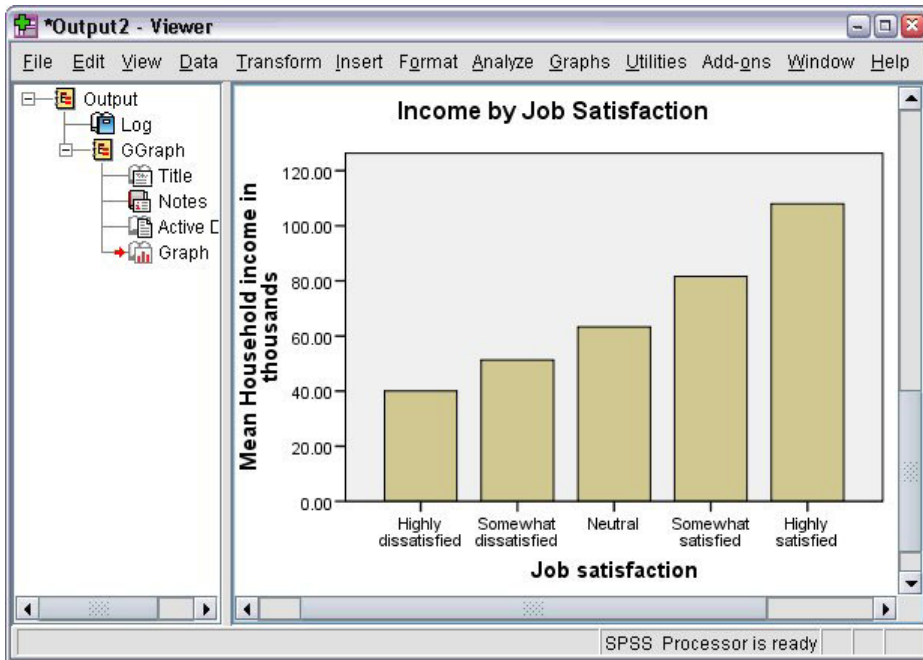 *Output2 - Viewer
File Edit View Data Transform Insert Format Analyze Graphs Utilities Add-ons Window Help
Output
Log
GGraph
Title
Notes
Active D
Graph
Income by Job Satisfaction
Mean Household income in
thousands
120.00
100.00
80.00
60.00
40.00
20.00
0.00
Highly
dissatisfied
Somewhat
dissatisfied
Neutral
Somewhat
satisfied
Highly
satisfied
Job satisfaction
SPSS Processor is ready